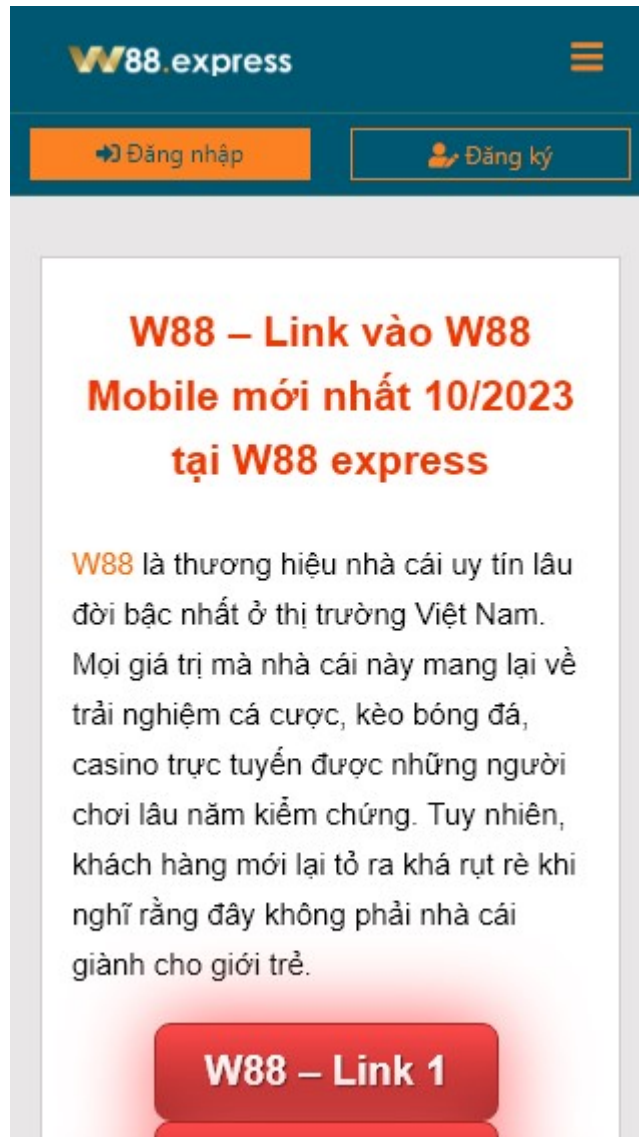 W88.express
Đăng nhập
Đăng ký
W88 – Link vào W88
Mobile mới nhất 10/2023
tại W88 express
W88 là thương hiệu nhà cái uy tín lâu
đời bậc nhất ở thị trường Việt Nam.
Mọi giá trị mà nhà cái này mang lại về
trải nghiệm cá cược, kèo bóng đá,
casino trực tuyến được những người
chơi lâu năm kiểm chứng. Tuy nhiên,
khách hàng mới lại tỏ ra khá rụt rè khi
nghĩ rằng đây không phải nhà cái
giành cho giới trẻ.
W88 – Link 1